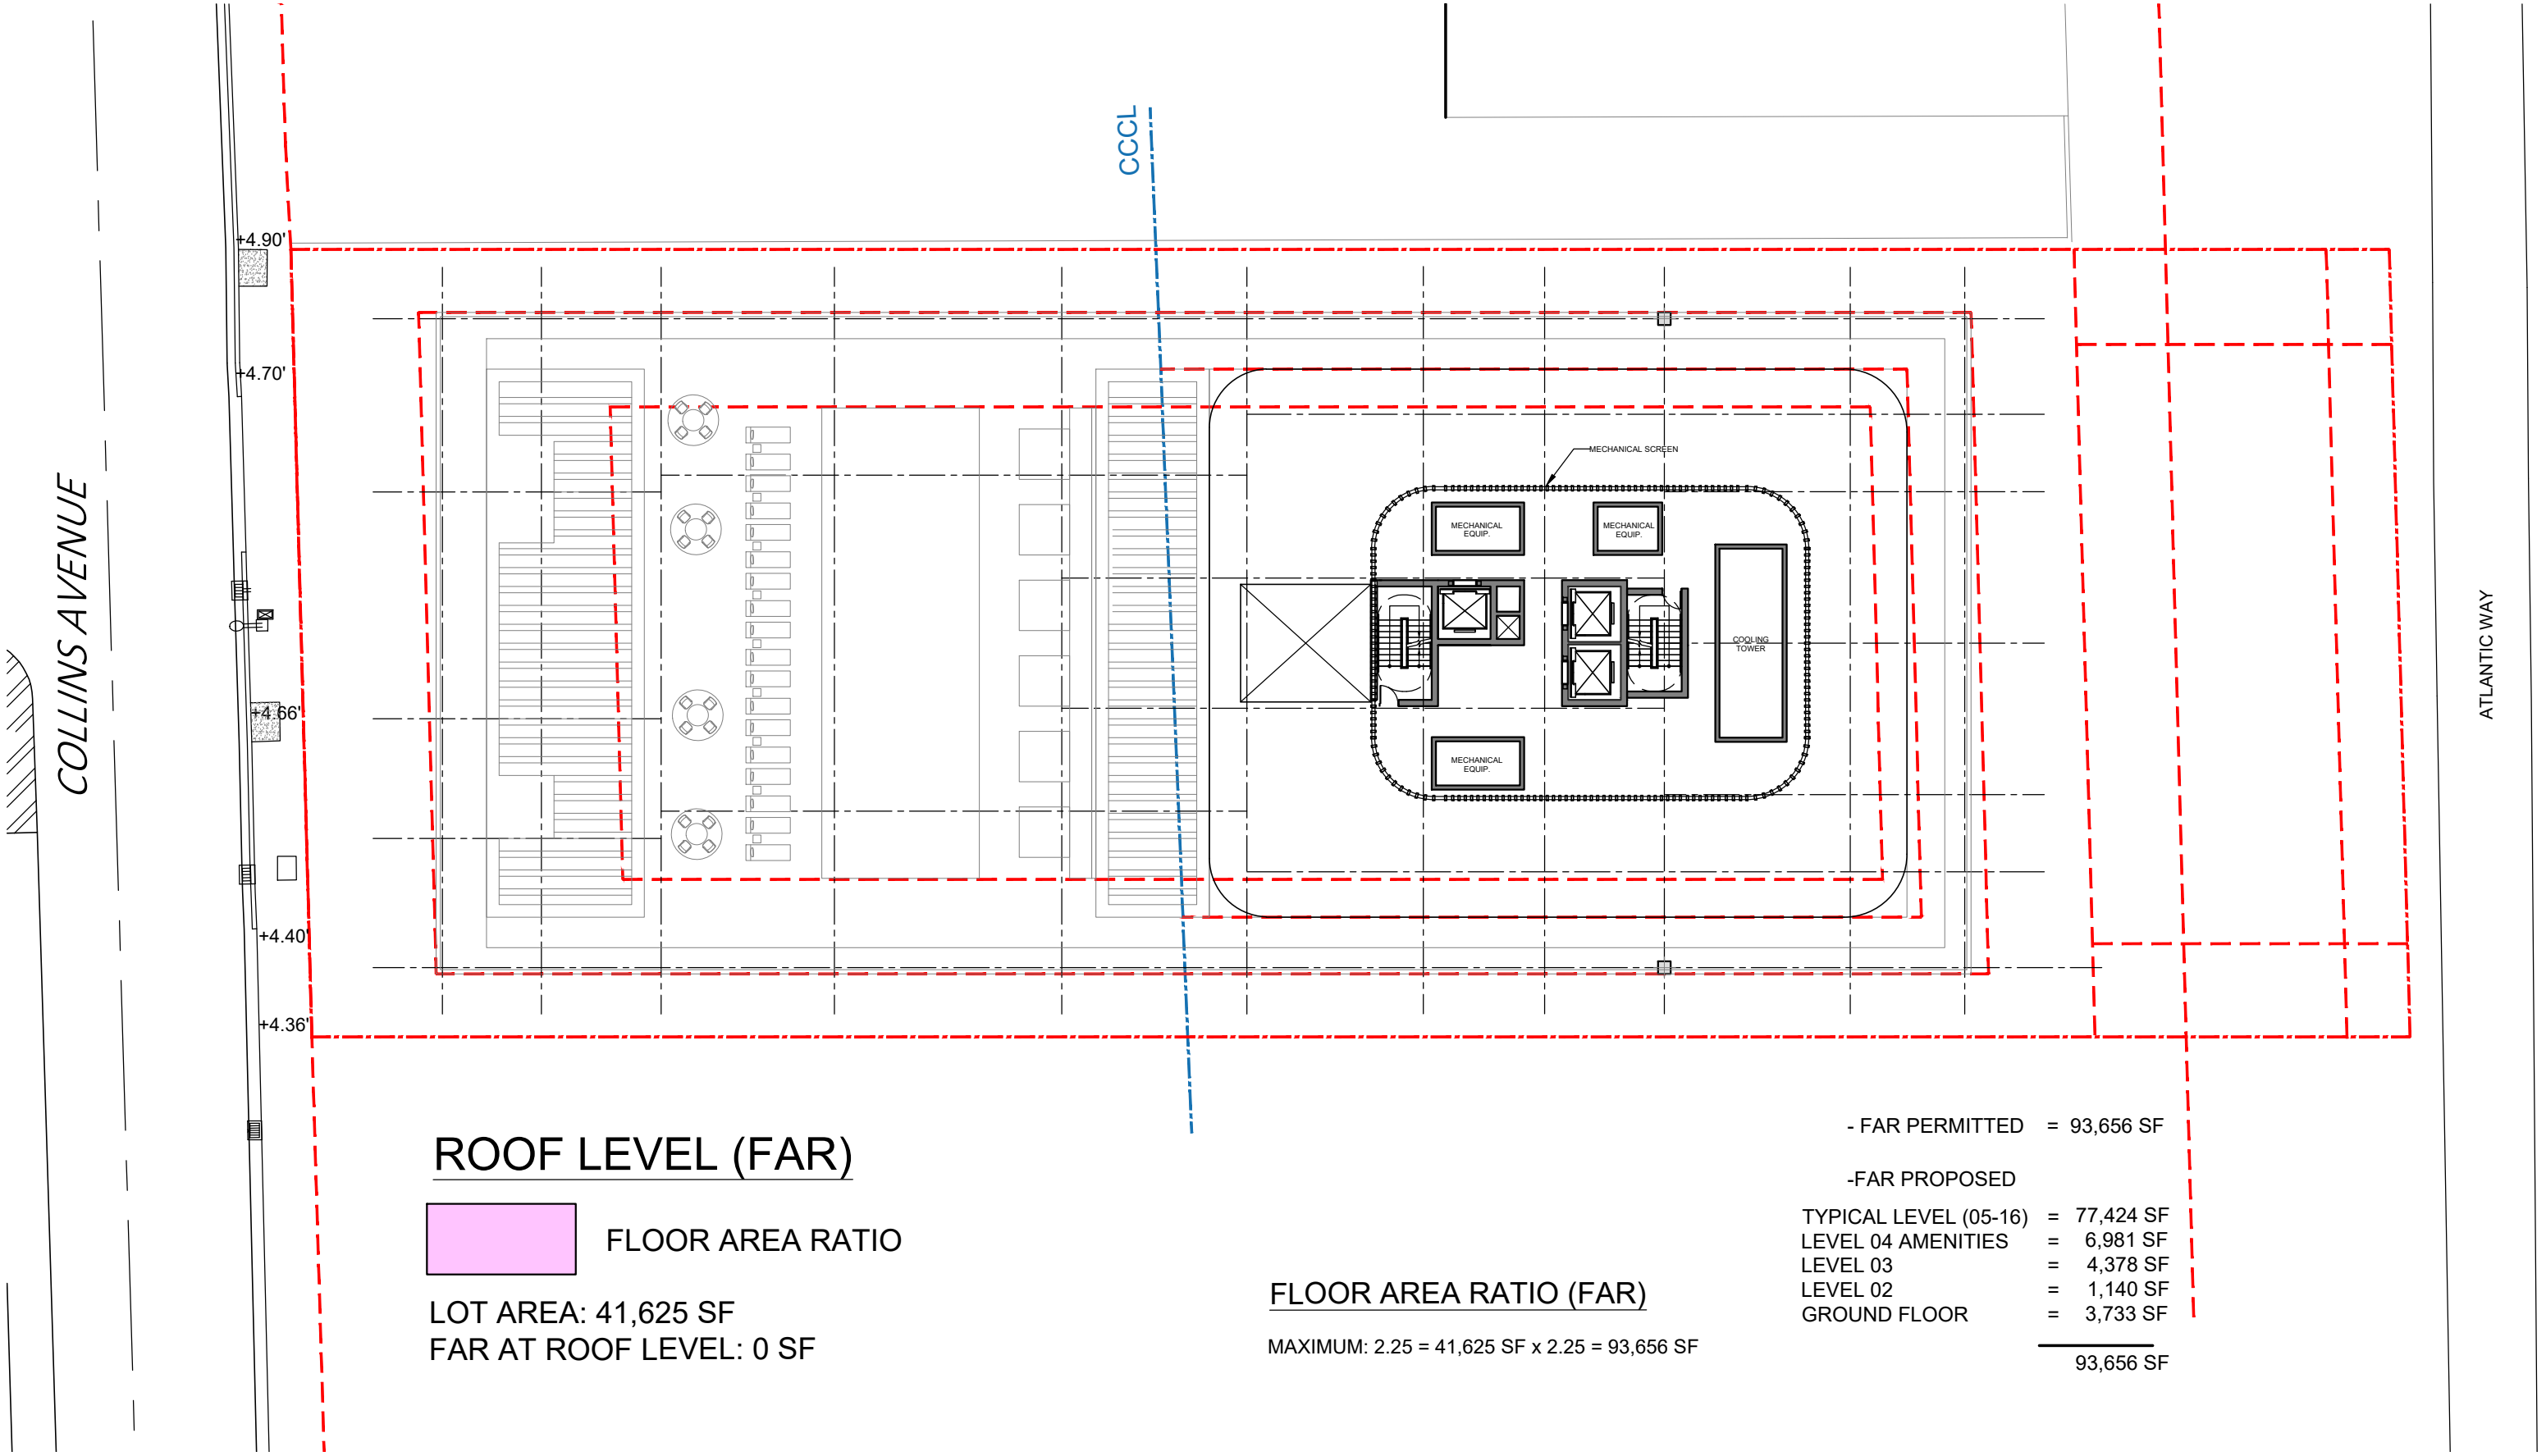 CCCL
+4.90'
+4.70'
COLLINS AVENUE
MECHANICAL SCREEN
MECHANICAL
EQUIP.
MECHANICAL
EQUIP.
COOLING
TOWER
ATLANTIC WAY
+4.66'
MECHANICAL
EQUIP.
+4.40'
+4.36'
ROOF LEVEL (FAR)
FLOOR AREA RATIO
LOT AREA: 41,625 SF
FAR AT ROOF LEVEL: 0 SF
FLOOR AREA RATIO (FAR)
MAXIMUM: 2.25 = 41,625 SF x 2.25 = 93,656 SF
- FAR PERMITTED = 93,656 SF
-FAR PROPOSED
TYPICAL LEVEL (05-16) = 77,424 SF
LEVEL 04 AMENITIES = 6,981 SF
LEVEL 03 = 4,378 SF
LEVEL 02 = 1,140 SF
GROUND FLOOR = 3,733 SF
93,656 SF